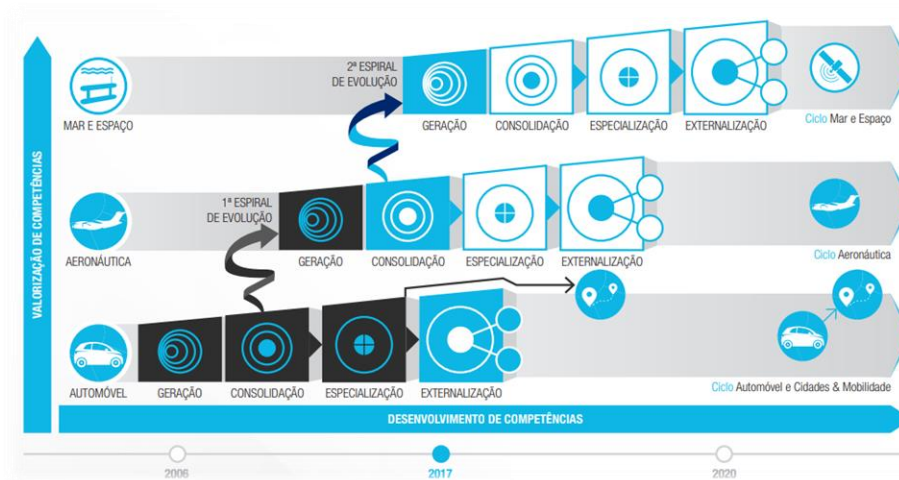 VALORIZAÇÃO DE COMPETÊNCIAS
2ª ESPIRAL
DE EVOLUÇÃO
MAR E ESPAÇO
GERAÇÃO
CONSOLIDAÇÃO
ESPECIALIZAÇÃO
EXTERNALIZAÇÃO
Ciclo Mar e Espaço
1ª ESPIRAL
DE EVOLUÇÃO
AERONÁUTICA
GERAÇÃO
CONSOLIDAÇÃO
ESPECIALIZAÇÃO
EXTERNALIZAÇÃO
Ciclo Aeronáutica
AUTOMÓVEL
GERAÇÃO
CONSOLIDAÇÃO
ESPECIALIZAÇÃO
EXTERNALIZAÇÃO
Ciclo Automóvel e Cidades & Mobilidade
DESENVOLVIMENTO DE COMPETÊNCIAS
2006
2017
2020